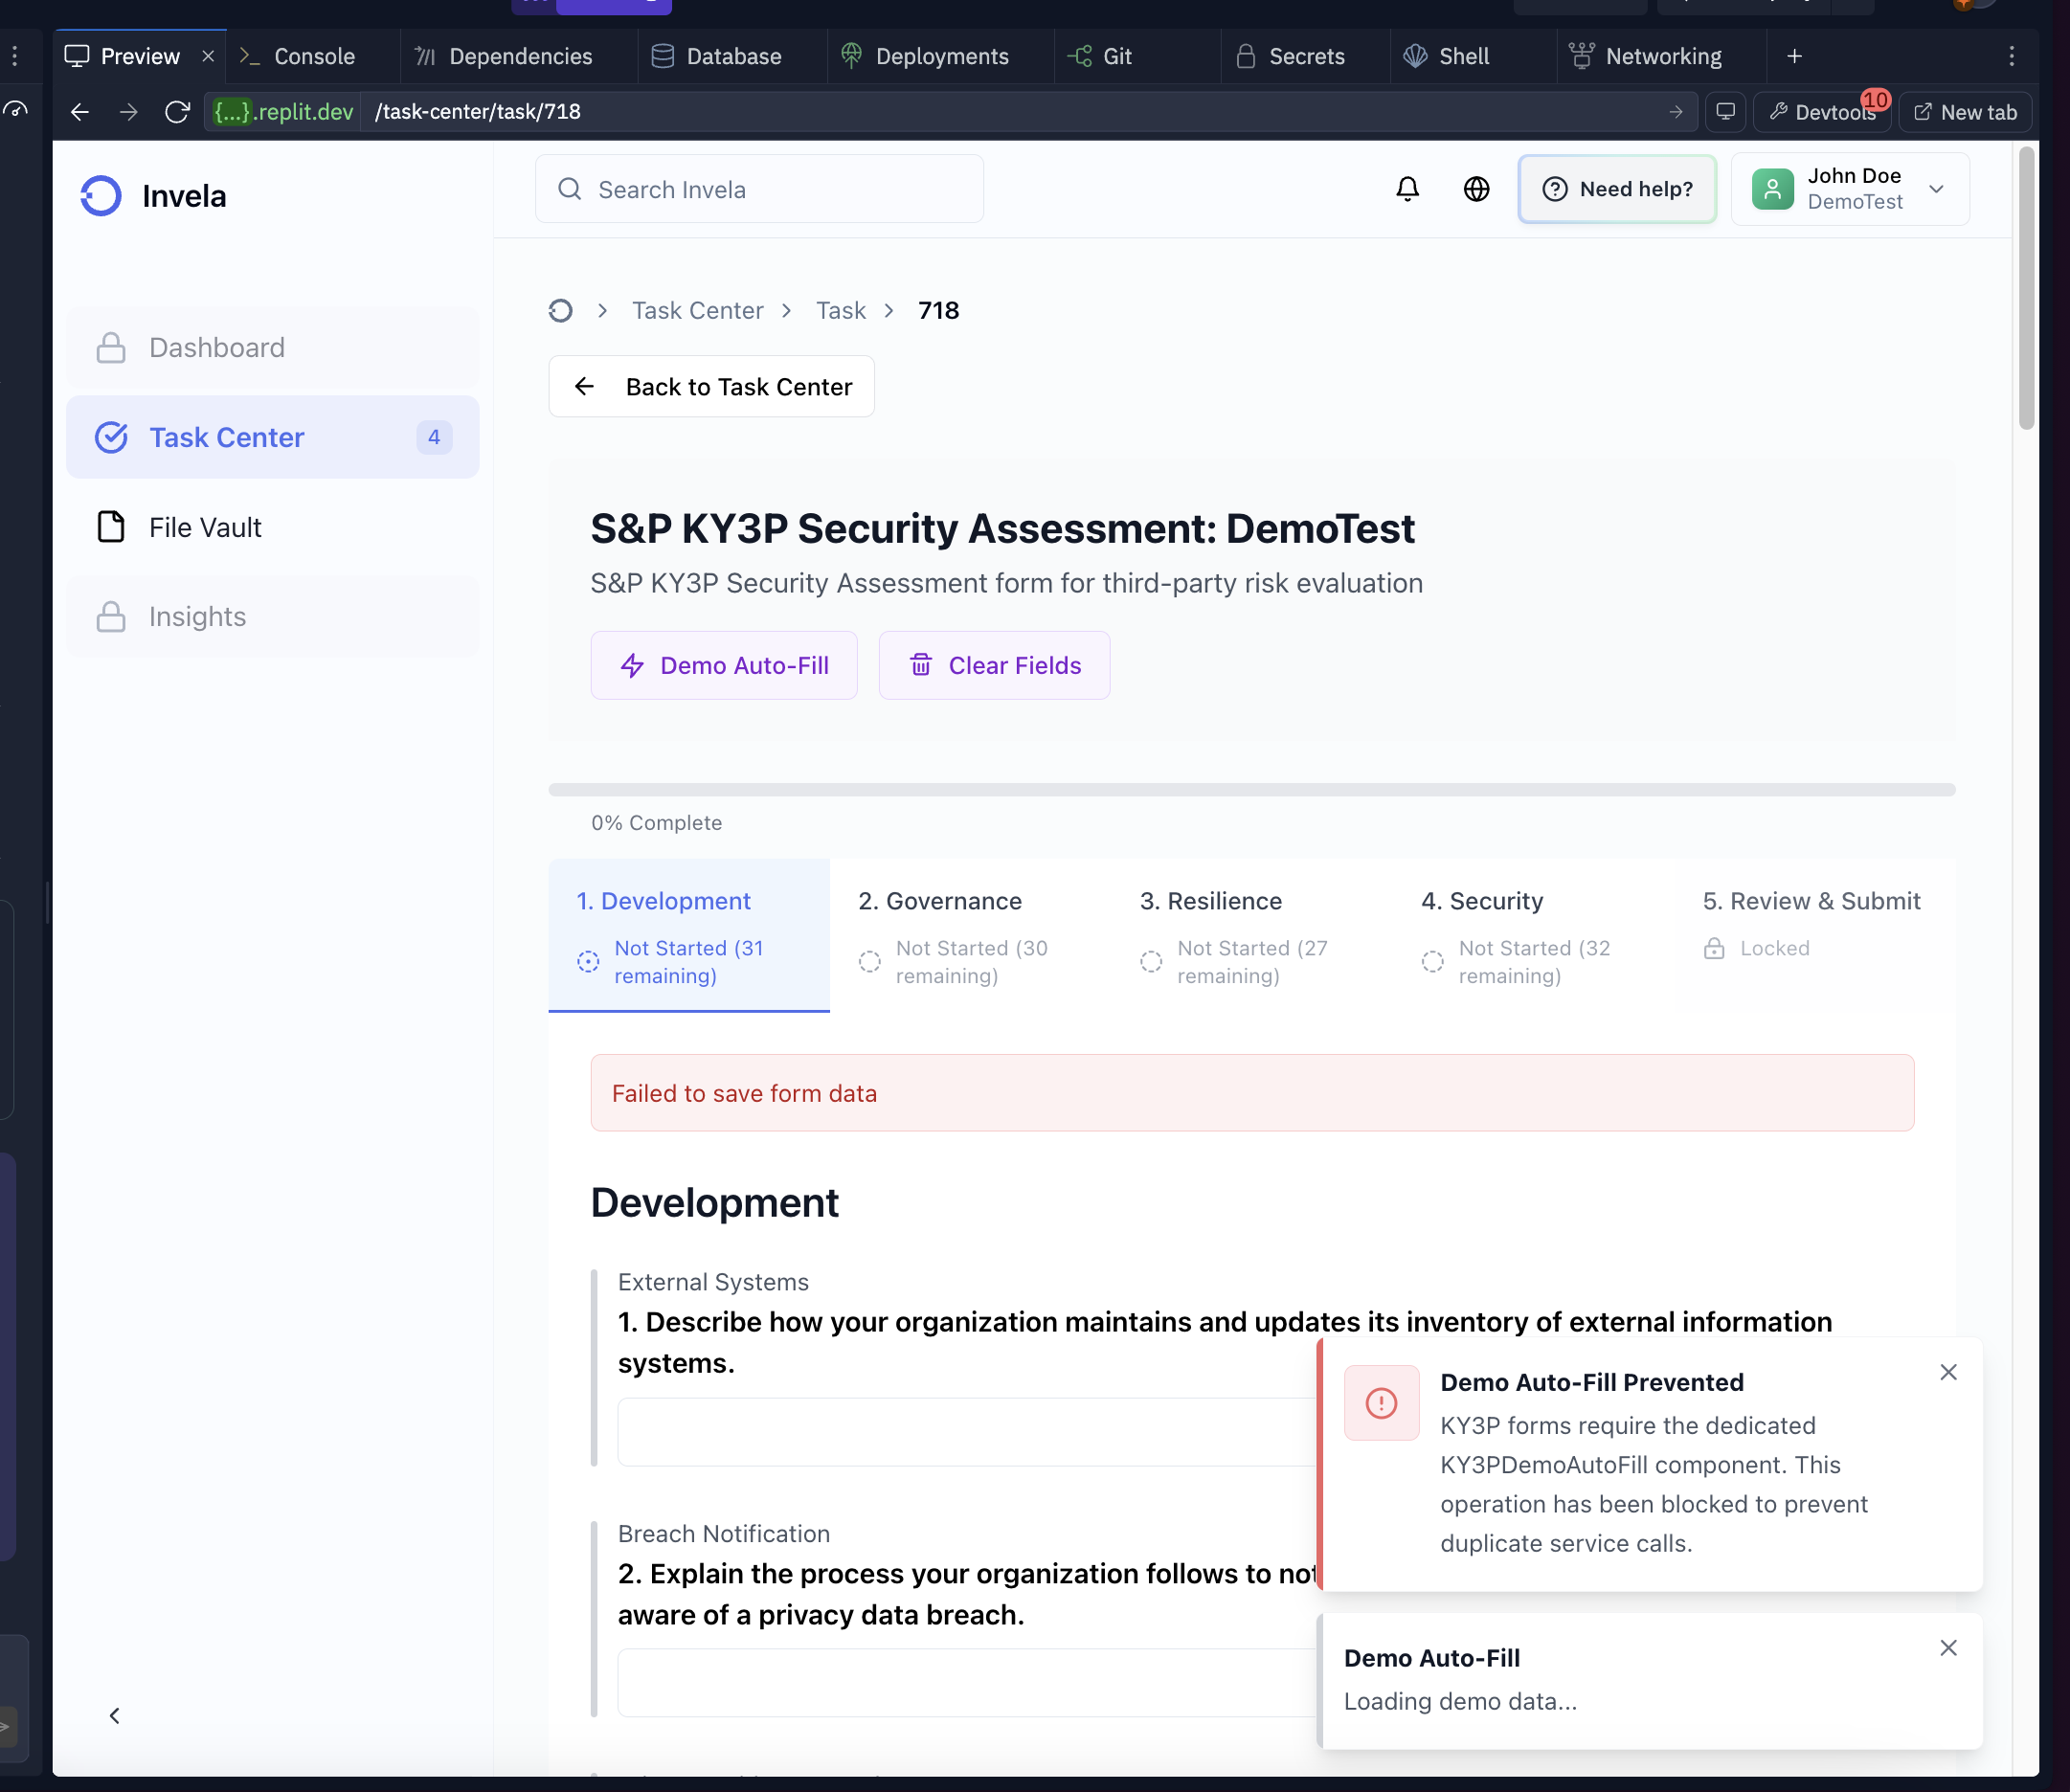 Preview
Console
Dependencies
Database
Deployments
Git
Secrets
Shell
Networking
{...}.replit.dev
/task-center/task/718
Devtools
10
New tab
Invela
Search Invela
Need help?
John Doe
DemoTest
Dashboard
Task Center
4
File Vault
Insights
Task Center
Task
718
Back to Task Center
S&P KY3P Security Assessment: DemoTest
S&P KY3P Security Assessment form for third-party risk evaluation
Demo Auto-Fill
Clear Fields
0% Complete
1. Development
Not Started (31
remaining)
2. Governance
Not Started (30
remaining)
3. Resilience
Not Started (27
remaining)
4. Security
Not Started (32
remaining)
5. Review & Submit
Locked
Failed to save form data
Development
External Systems
1. Describe how your organization maintains and updates its inventory of external information
systems.
Breach Notification
2. Explain the process your organization follows to
aware of a privacy data breach.
Demo Auto-Fill Prevented
KY3P forms require the dedicated
KY3PDemoAutoFill component. This
operation has been blocked to prevent
duplicate service calls.
Demo Auto-Fill
Loading demo data...